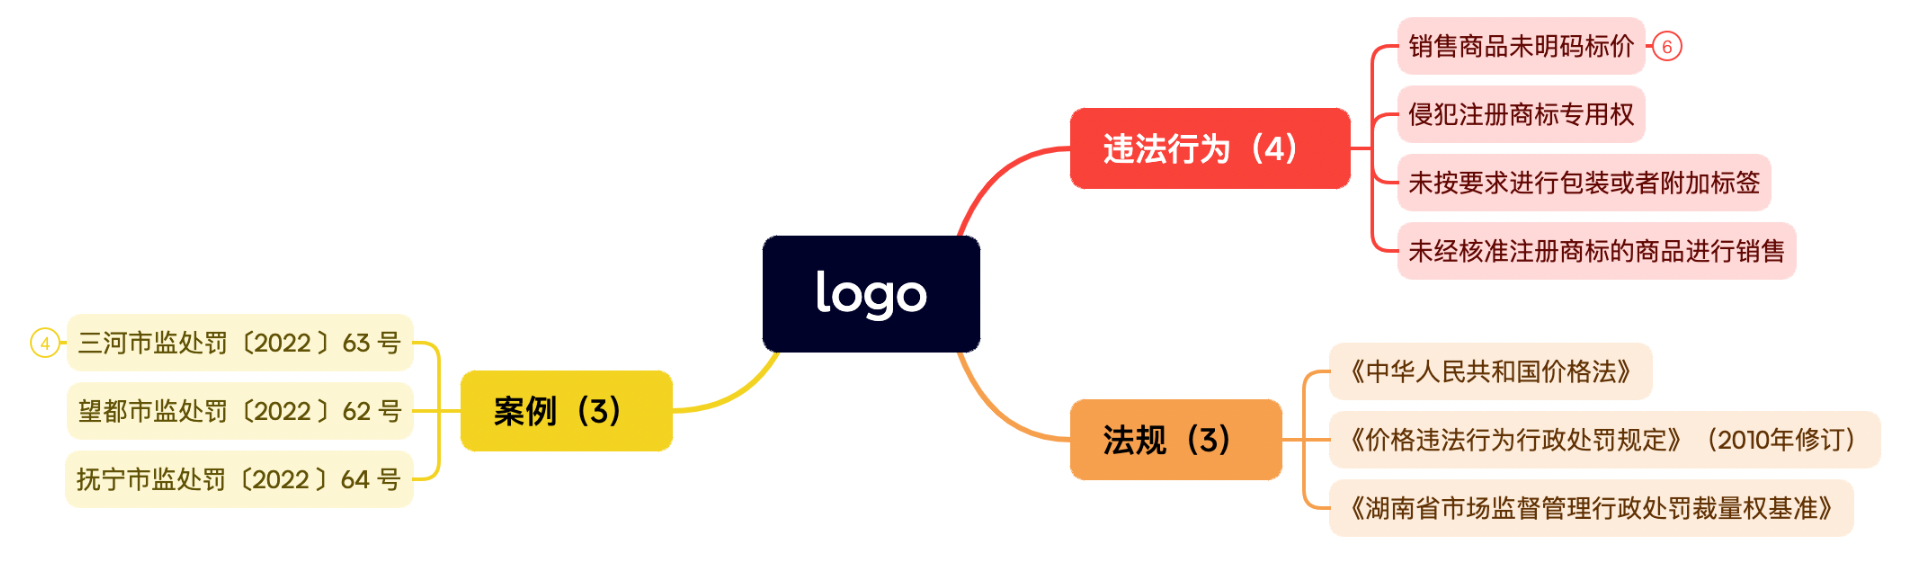 logo
违法行为（4）
销售商品未明码标价
6
侵犯注册商标专用权
未按要求进行包装或者附加标签
未经核准注册商标的商品进行销售
法规（3）
《中华人民共和国价格法》
《价格违法行为行政处罚规定》（2010年修订）
《湖南省市场监督管理行政处罚裁量权基准》
案例（3）
三河市监处罚〔2022〕63 号
4
望都市监处罚〔2022〕62 号
抚宁市监处罚〔2022〕64 号